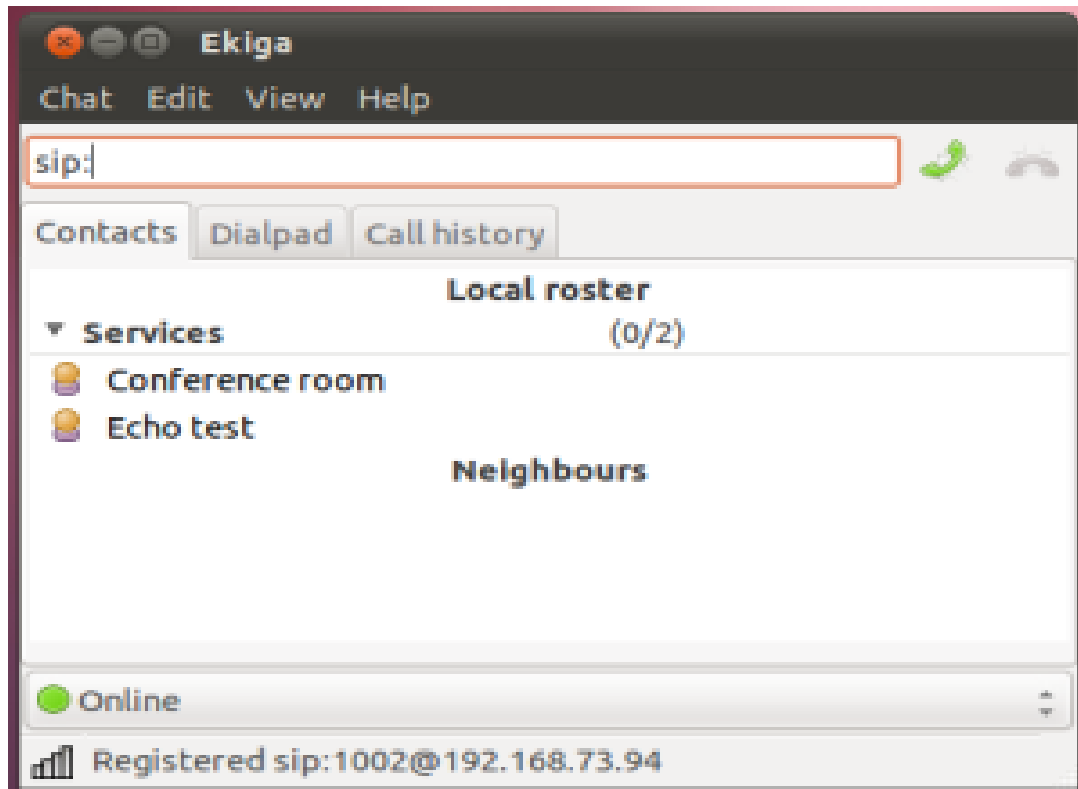 Ekiga
Chat Edit View Help
sip:
Contacts Dialpad Call history
Local roster
Services (0/2)
Conference room
Echo test
Neighbours
Online
Registered sip:1002@192.168.73.94